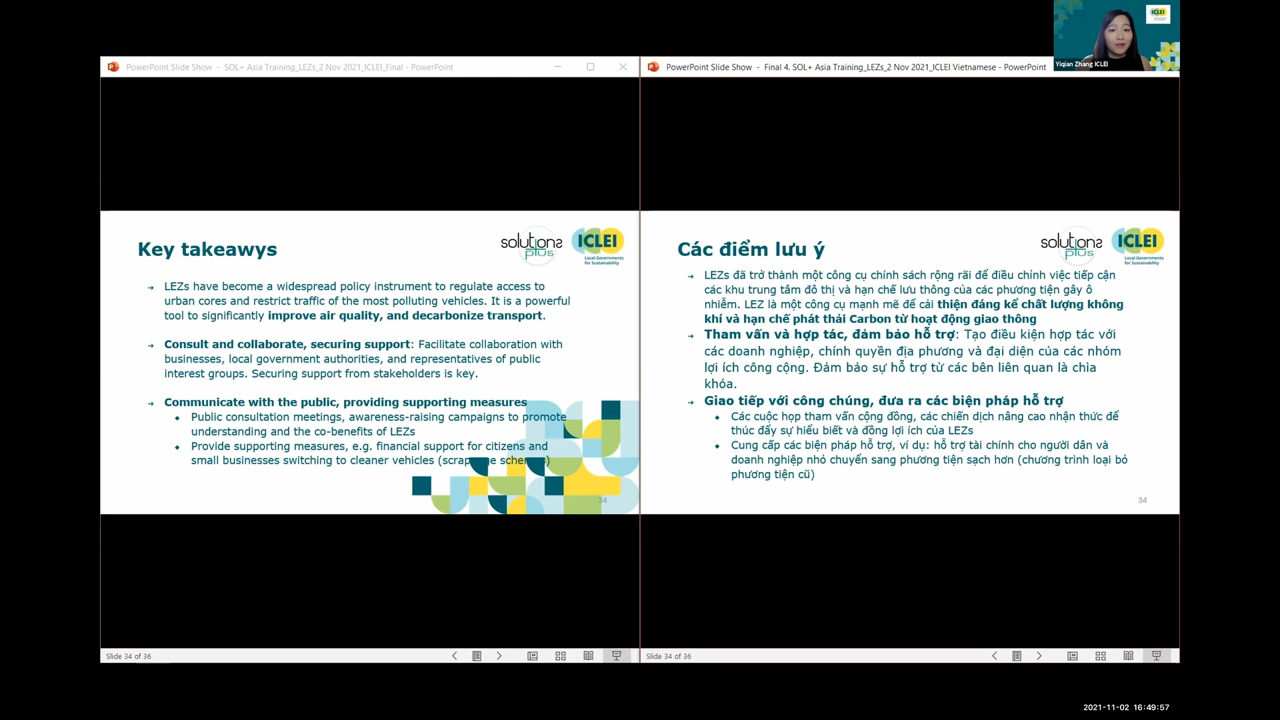 ICLEI
Yiqian Zhang ICLEI
PowerPoint Slide Show - SOL+ Asia Training_LEZs_2 Nov 2021_ICLEI_Final - PowerPoint
PowerPoint Slide Show - Final 4. SOL+ Asia Training_LEZs_2 Nov 2021_ICLEI Vietnamese - PowerPoint
Key takeawys
solutions
plus
ICLEI
Local Governments
for Sustainability
LEZs have become a widespread policy instrument to regulate access to
urban cores and restrict traffic of the most polluting vehicles. It is a powerful
tool to significantly improve air quality, and decarbonize transport.
Consult and collaborate, securing support: Facilitate collaboration with
businesses, local government authorities, and representatives of public
interest groups. Securing support from stakeholders is key.
Communicate with the public, providing supporting measures
Public consultation meetings, awareness-raising campaigns to promote
understanding and the co-benefits of LEZs
Provide supporting measures, e.g. financial support for citizens and
small businesses switching to cleaner vehicles
34
Slide 34 of 36
Các điểm lưu ý
solutions
plus
ICLEI
Local Governments
for Sustainability
LEZs đã trở thành một công cụ chính sách rộng rãi để điều chỉnh việc tiếp cận
các khu trung tâm đô thị và hạn chế lưu thông của các phương tiện gây ô
nhiễm. LEZ là một công cụ mạnh mẽ để cải thiện đáng kể chất lượng không
khí và hạn chế phát thải Carbon từ hoạt động giao thông
Tham vấn và hợp tác, đảm bảo hỗ trợ: Tạo điều kiện hợp tác với
các doanh nghiệp, chính quyền địa phương và đại diện của các nhóm
lợi ích công cộng. Đảm bảo sự hỗ trợ từ các bên liên quan là chìa
khóa.
Giao tiếp với công chúng, đưa ra các biện pháp hỗ trợ
Các cuộc họp tham vấn cộng đồng, các chiến dịch nâng cao nhận thức để
thúc đẩy sự hiểu biết và đồng lợi ích của LEZs
Cung cấp các biện pháp hỗ trợ, ví dụ: hỗ trợ tài chính cho người dân và
doanh nghiệp nhỏ chuyển sang phương tiện sạch hơn (chương trình loại bỏ
phương tiện cũ)
34
Slide 34 of 36
2021-11-02 16:49:57